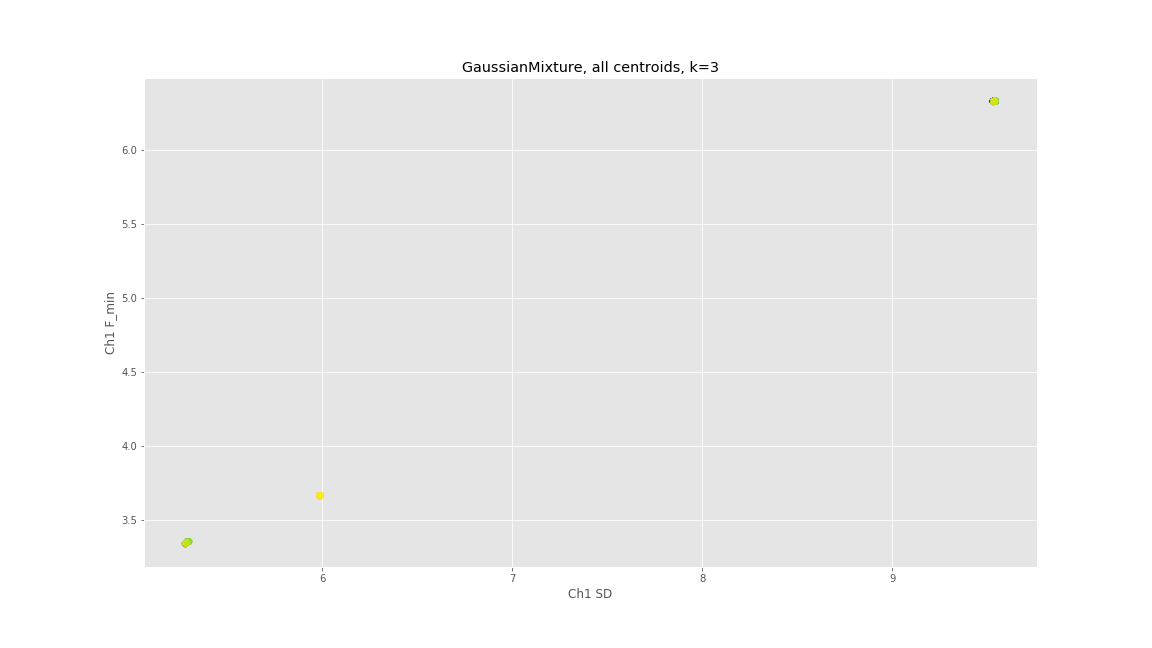 GaussianMixture, all centroids, k=3
6.0
5.5
5.0
4.5
4.0
3.5
Ch1 F_min
6 7 8 9
Ch1 SD